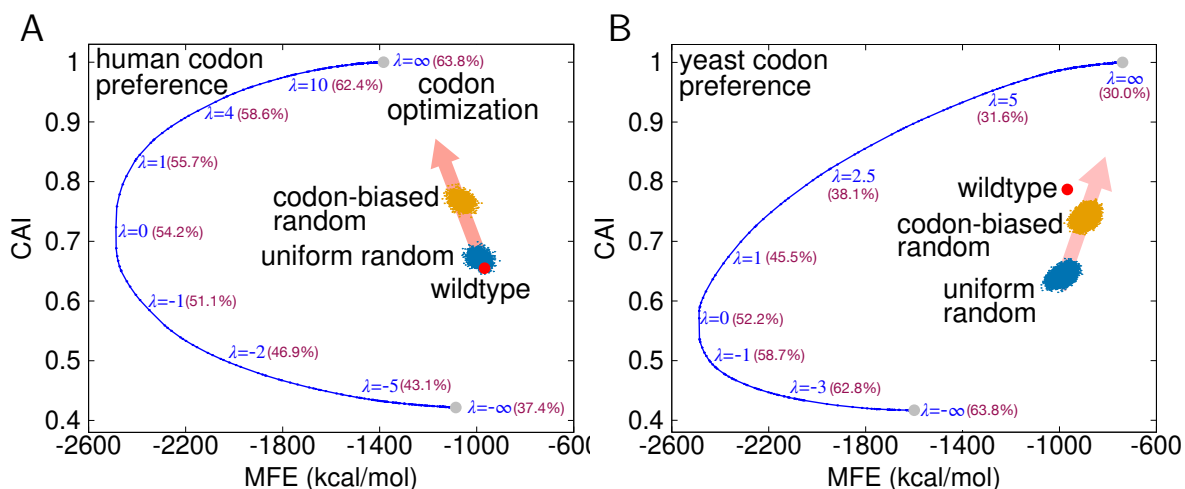 A
human codon
preference
λ=∞ (63.8%)
λ=10 (62.4%)
codon
optimization
λ=4 (58.6%)
λ=1 (55.7%)
codon-biased
random
λ=0 (54.2%)
uniform random
wildtype
λ=-1 (51.1%)
λ=-2 (46.9%)
λ=-5 (43.1%)
λ=-∞ (37.4%)
CAI
1
0.9
0.8
0.7
0.6
0.5
0.4
-2600 -2200 -1800 -1400 -1000 -600
MFE (kcal/mol)
B
yeast codon
preference
λ=∞
(30.0%)
λ=5
(31.6%)
λ=2.5
(38.1%)
wildtype
codon-biased
random
λ=1 (45.5%)
uniform
random
λ=0 (52.2%)
λ=-1 (58.7%)
λ=-3 (62.8%)
λ=-∞ (63.8%)
CAI
1
0.9
0.8
0.7
0.6
0.5
0.4
-2600 -2200 -1800 -1400 -1000 -600
MFE (kcal/mol)